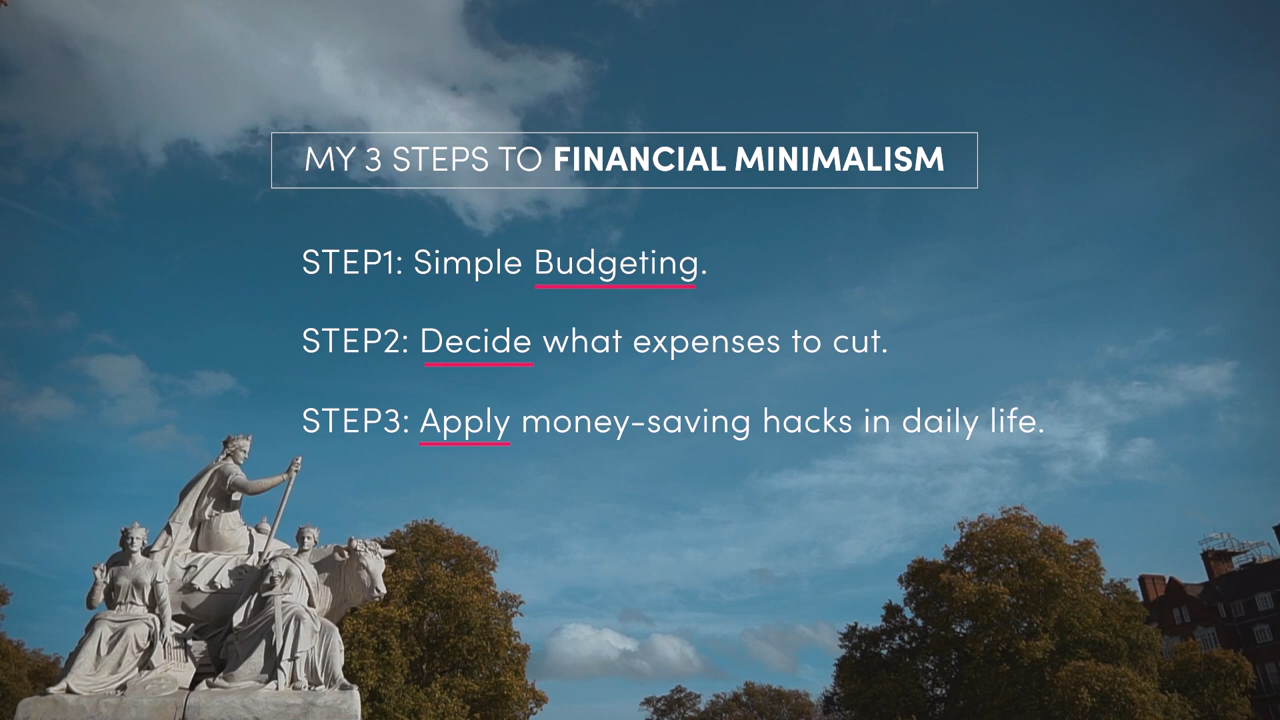 MY 3 STEPS TO FINANCIAL MINIMALISM
STEP1: Simple Budgeting.
STEP2: Decide what expenses to cut.
STEP3: Apply money-saving hacks in daily life.